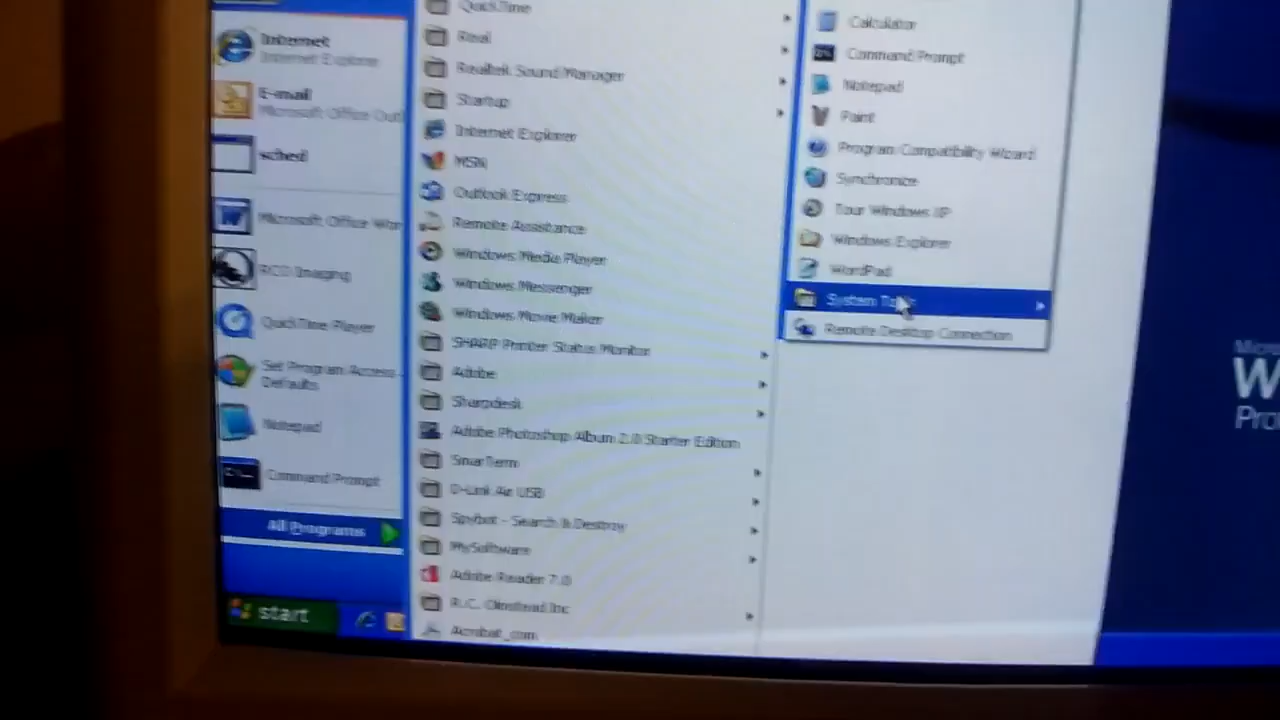 Internet
Internet Explorer
E-mail
Microsoft Office Out
sched
Microsoft Office Wor
RCO Imaging
QuickTime Player
Set Program Access
Defaults
Notepad
Command Prompt
All Programs
start
QuickTime
Real
Realtek Sound Manager
Startup
Internet Explorer
MSN
Outlook Express
Remote Assistance
Windows Media Player
Windows Messenger
Windows Movie Maker
SHARP Printer Status Monitor
Adobe
Sharpdesk
Adobe Photoshop Album 2.0 Starter Edition
SmarTerm
D-Link Air USB
Spybot - Search & Destroy
MySoftware
Adobe Reader 7.0
R.C. Olmstead Inc
Acrobat_com
Calculator
Command Prompt
Notepad
Paint
Program Compatibility Wizard
Synchronize
Tour Windows XP
Windows Explorer
WordPad
System
Remote Desktop Connection
Micros
W
Pro